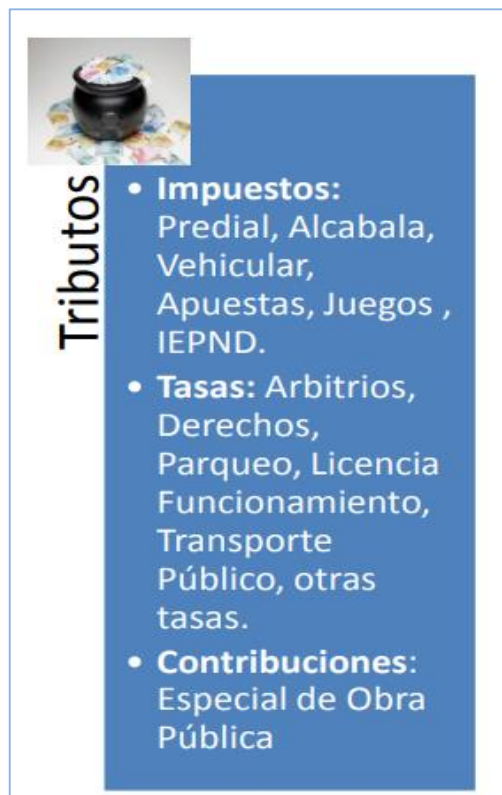 Tributos
• Impuestos:
Predial, Alcabala,
Vehicular,
Apuestas, Juegos ,
IEPND.
• Tasas: Arbitrios,
Derechos,
Parqueo, Licencia
Funcionamiento,
Transporte
Público, otras
tasas.
• Contribuciones:
Especial de Obra
Pública